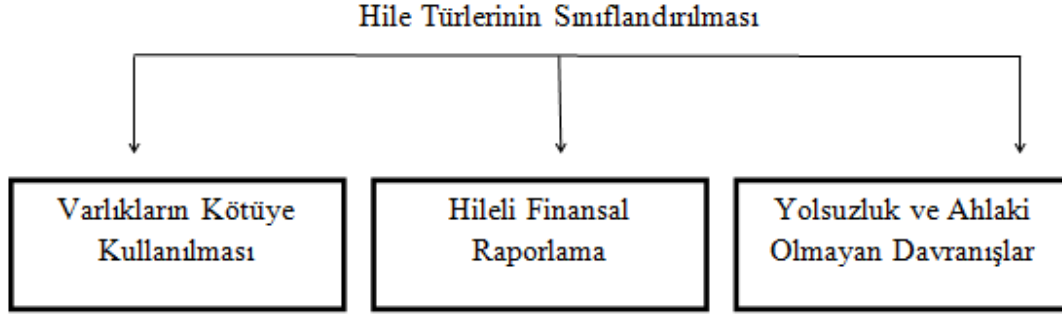 Hile Türlerinin Sınıflandırılması
Varlıkların Kötüye
Kullanılması
Hileli Finansal
Raporlama
Yolsuzluk ve Ahlaki
Olmayan Davranışlar